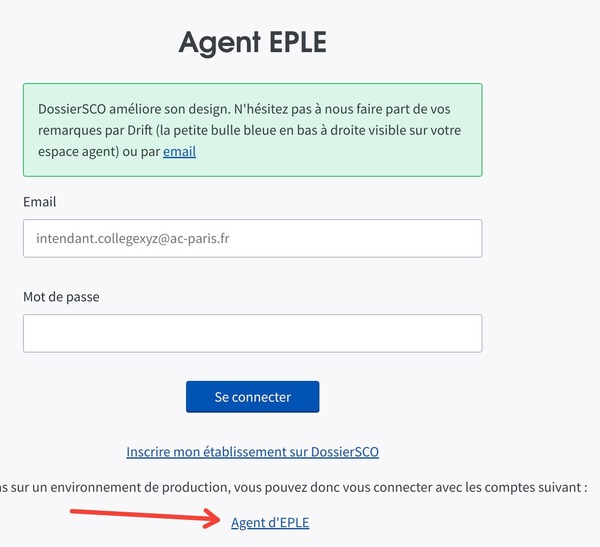 Agent EPLE
DossierSCO améliore son design. N'hésitez pas à nous faire part de vos
remarques par Drift (la petite bulle bleue en bas à droite visible sur votre
espace agent) ou par email
Email
intendant.collegexyz@ac-paris.fr
Mot de passe
Se connecter
Inscrire mon établissement sur DossierSCO
sur un environnement de production, vous pouvez donc vous connecter avec les comptes suivant :
Agent d'EPLE